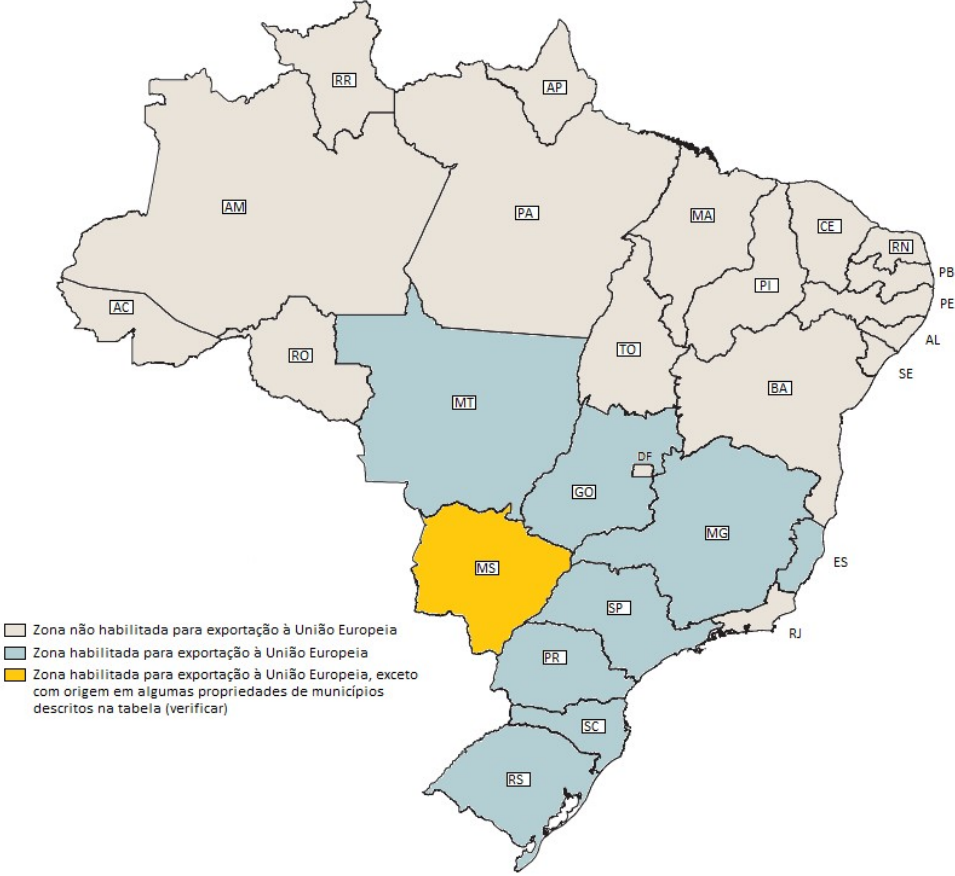 RR
AP
AM
PA
MA
CE
RN
PB
PI
PE
AC
AL
RO
TO
SE
BA
MT
DF
GO
MG
ES
MS
SP
Zona não habilitada para exportação à União Europeia
RJ
Zona habilitada para exportação à União Europeia
PR
Zona habilitada para exportação à União Europeia, exceto
com origem em algumas propriedades de municípios
descritos na tabela (verificar)
SC
RS